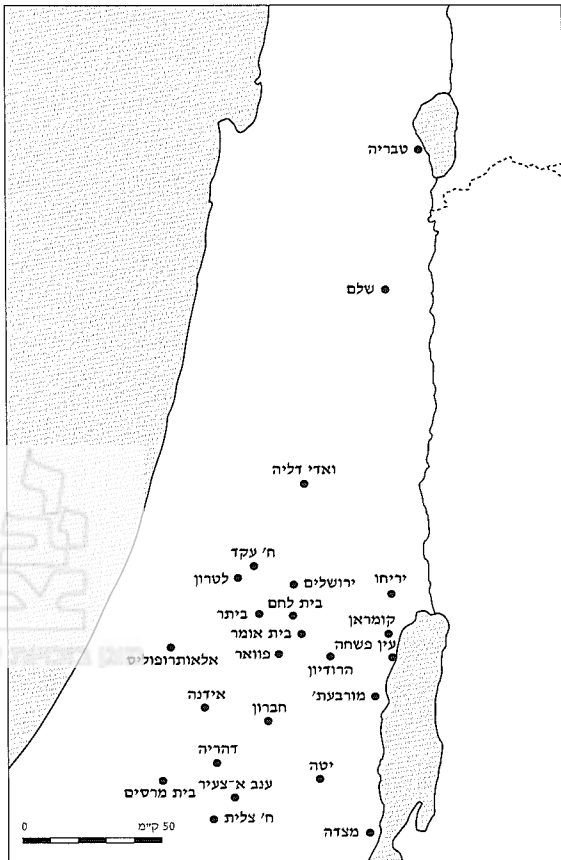 טבריה
שלם
ואדי דליה
ח' עקד
לטרון
ירושלים
יריחו
בית לחם
ביתר
קומראן
בית אומר
עין פשחה
אלאותרופוליס
פוואר
הרודיון
מורבעת'
אידנה
חברון
דהריה
יטה
בית מרסים
ענב א-צעיר
ח' צלית
מצדה
0
50 ק"מ